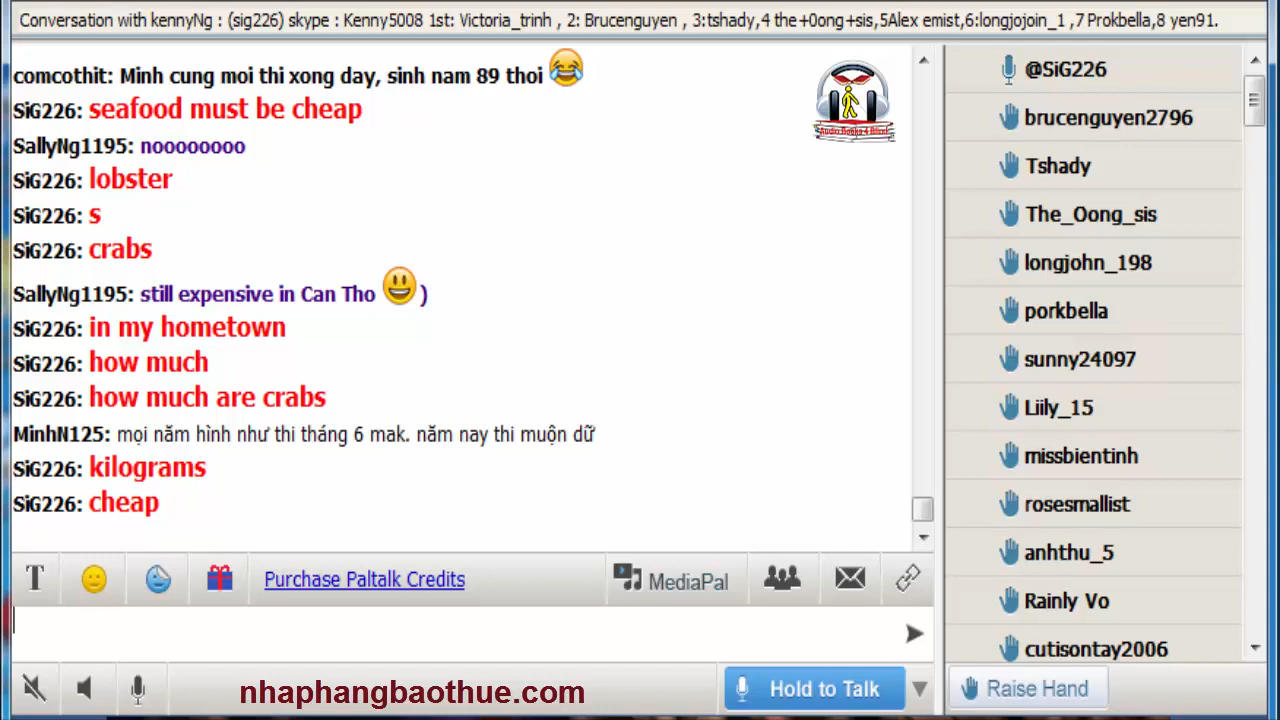 Conversation with kennyNg : (sig226) skype : Kenny5008 1st: Victoria_trinh , 2: Brucenguyen , 3:tshady,4 the+0ong+sis,5Alex emist,6:longjojoin_1 ,7 Prokbella,8 yen91.
comcothit: Minh cung moi thi xong day, sinh nam 89 thoi
SiG226: seafood must be cheap
SallyNg1195: nooooooooo
SiG226: lobster
SiG226: s
SiG226: crabs
SallyNg1195: still expensive in Can Tho )
SiG226: in my hometown
SiG226: how much
SiG226: how much are crabs
MinhN125: mọi năm hình như thi tháng 6 mak. năm nay thi muộn dữ
SiG226: kilograms
SiG226: cheap
Audio Books 4 Blind
@SiG226
brucenguyen2796
Tshady
The_Oong_sis
longjohn_198
porkbella
sunny24097
Liily_15
missbientinh
rosesmallist
anhthu_5
Rainly Vo
cutisontay2006
T
Purchase Paltalk Credits
MediaPal
nhaphangbaothue.com
Hold to Talk
Raise Hand